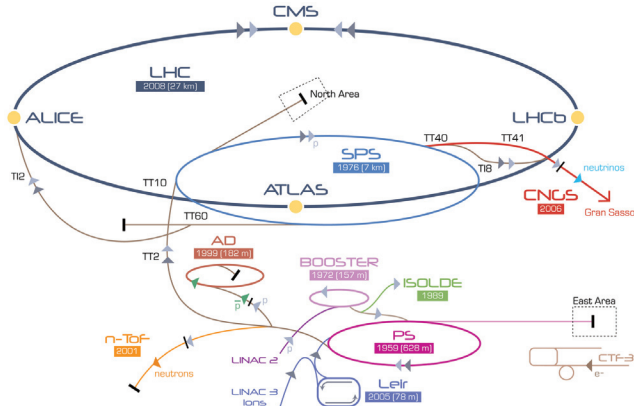 CMS
LHC
2008 (27 km)
North Area
ALICE
LHCb
TT40
TT41
p
SPS
1976 (7 km)
TI8
neutrinos
TI2
TT10
CNGS
2006
Gran Sasso
ATLAS
TT60
AD
1999 (182 m)
TT2
BOOSTER
1972 (157 m)
ISOLDE
1989
p
p
East Area
n-ToF
2001
PS
1959 (628 m)
LINAC 2
p
CTF-3
e-
neutrons
LINAC 3
Ions
Leir
2005 (78 m)